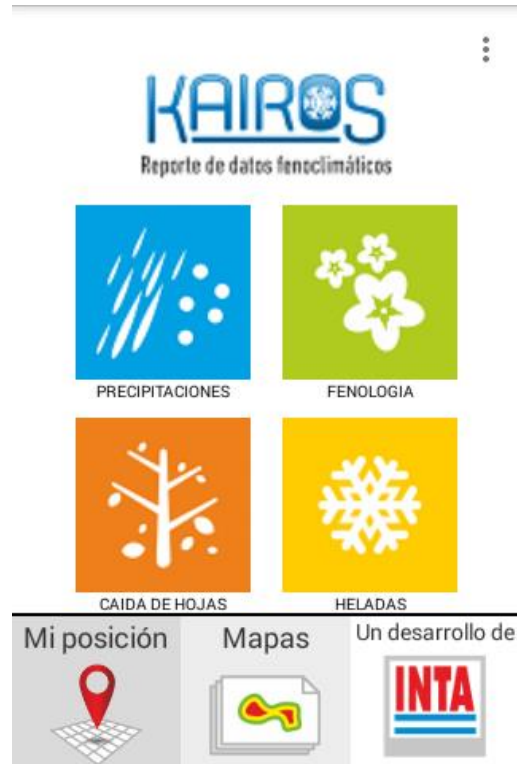 KAIROS
Reporte de datos fenoclimáticos
PRECIPITACIONES
FENOLOGIA
CAIDA DE HOJAS
HELADAS
Mi posición
Mapas
Un desarrollo de
INTA